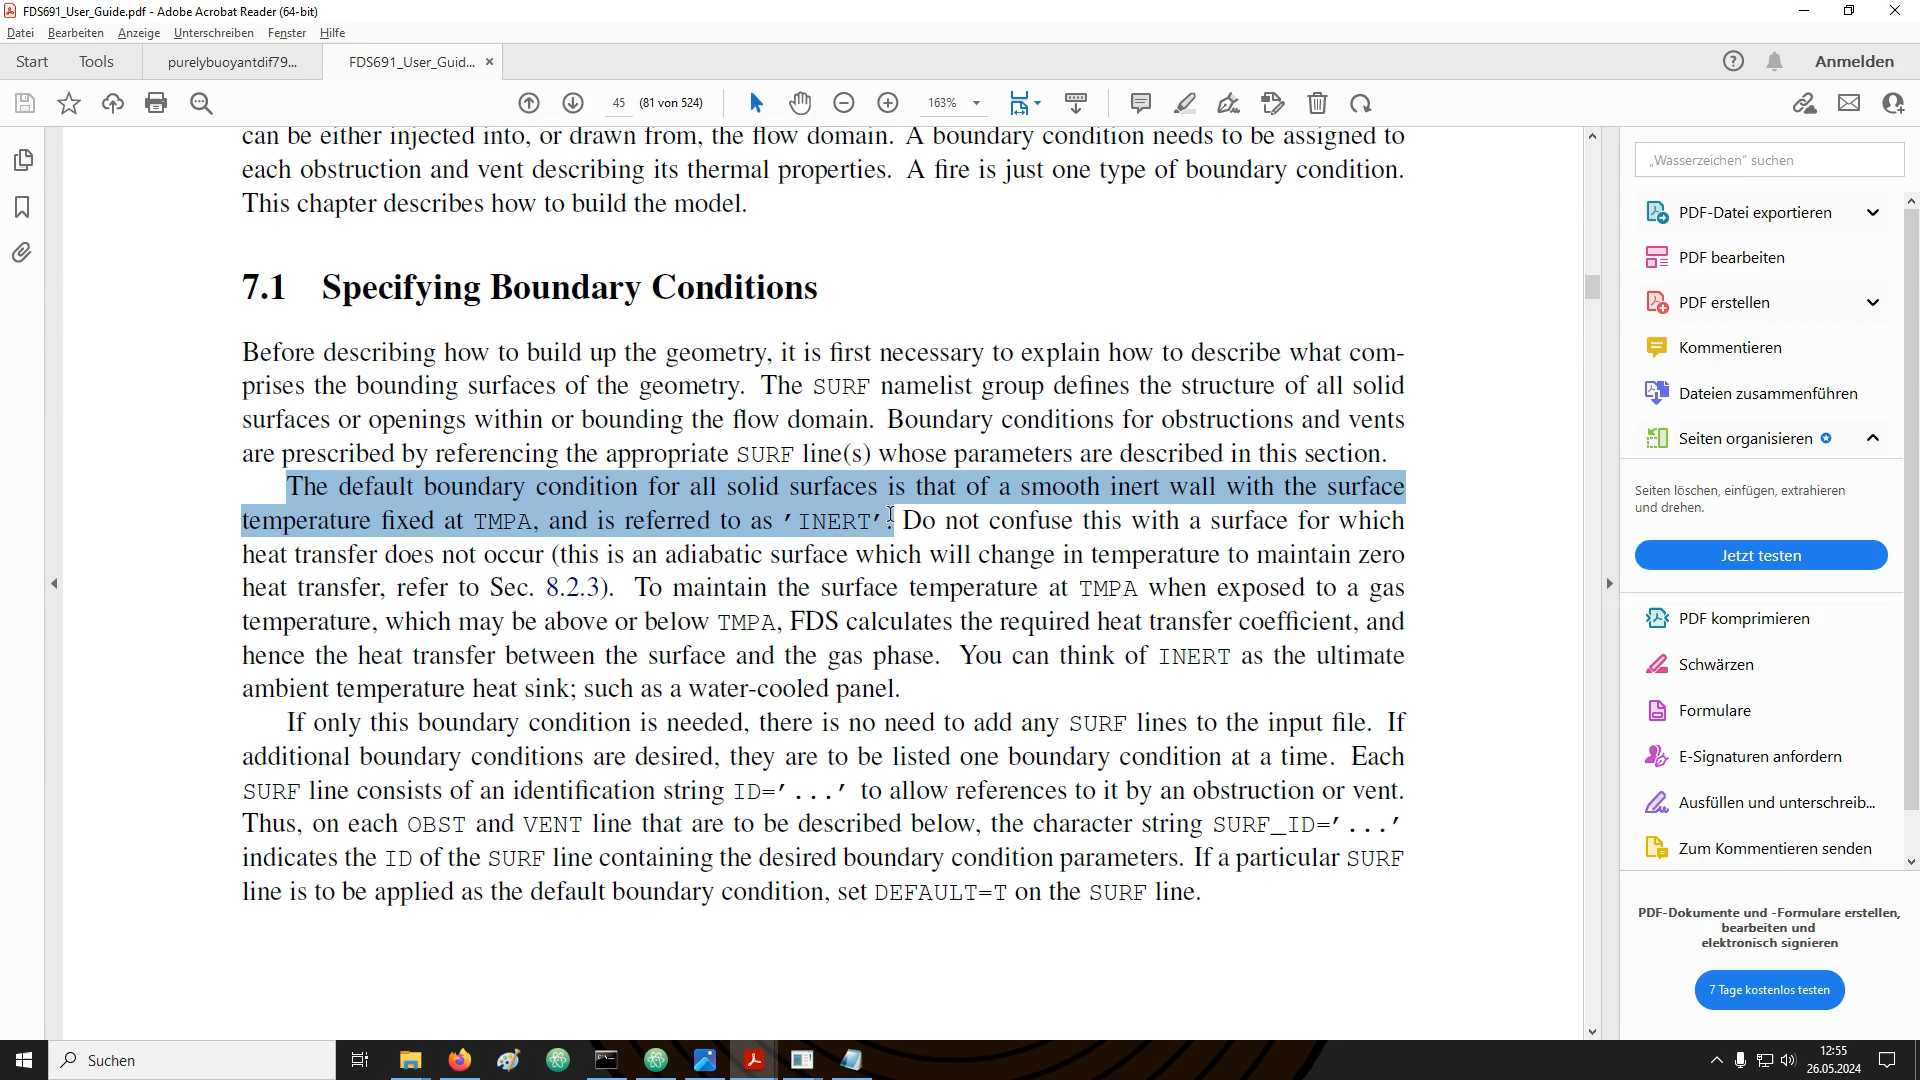 FDS691_User_Guide.pdf - Adobe Acrobat Reader (64-bit)
Datei Bearbeiten Anzeige Unterschreiben Fenster Hilfe
Start Tools purelybuoyantdif79... FDS691_User_Guid... × Anmelden
45 (81 von 524) 163%
can be either injected into, or drawn from, the flow domain. A boundary condition needs to be assigned to
each obstruction and vent describing its thermal properties. A fire is just one type of boundary condition.
This chapter describes how to build the model.
7.1 Specifying Boundary Conditions
Before describing how to build up the geometry, it is first necessary to explain how to describe what com-
prises the bounding surfaces of the geometry. The SURF namelist group defines the structure of all solid
surfaces or openings within or bounding the flow domain. Boundary conditions for obstructions and vents
are prescribed by referencing the appropriate SURF line(s) whose parameters are described in this section.
The default boundary condition for all solid surfaces is that of a smooth inert wall with the surface
temperature fixed at TMPA, and is referred to as 'INERT'. Do not confuse this with a surface for which
heat transfer does not occur (this is an adiabatic surface which will change in temperature to maintain zero
heat transfer, refer to Sec. 8.2.3). To maintain the surface temperature at TMPA when exposed to a gas
temperature, which may be above or below TMPA, FDS calculates the required heat transfer coefficient, and
hence the heat transfer between the surface and the gas phase. You can think of INERT as the ultimate
ambient temperature heat sink; such as a water-cooled panel.
If only this boundary condition is needed, there is no need to add any SURF lines to the input file. If
additional boundary conditions are desired, they are to be listed one boundary condition at a time. Each
SURF line consists of an identification string ID='...' to allow references to it by an obstruction or vent.
Thus, on each OBST and VENT line that are to be described below, the character string SURF_ID='...'
indicates the ID of the SURF line containing the desired boundary condition parameters. If a particular SURF
line is to be applied as the default boundary condition, set DEFAULT=T on the SURF line.
„Wasserzeichen“ suchen
PDF-Datei exportieren
PDF bearbeiten
PDF erstellen
Kommentieren
Dateien zusammenführen
Seiten organisieren
Seiten löschen, einfügen, extrahieren
und drehen.
Jetzt testen
PDF komprimieren
Schwärzen
Formulare
E-Signaturen anfordern
Ausfüllen und unterschreib...
Zum Kommentieren senden
PDF-Dokumente und -Formulare erstellen,
bearbeiten und
elektronisch signieren
7 Tage kostenlos testen
Suchen
12:55
26.05.2024